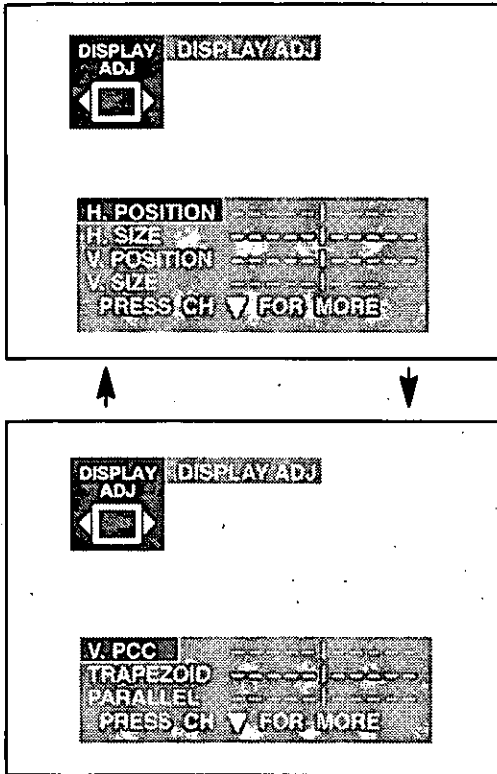 DISPLAY ADJ
DISPLAY ADJ
H. POSITION
H. SIZE
V. POSITION
V. SIZE
PRESS CH ▼ FOR MORE
DISPLAY ADJ
DISPLAY ADJ
V. PCC
TRAPEZOID
PARALLEL
PRESS CH ▼ FOR MORE